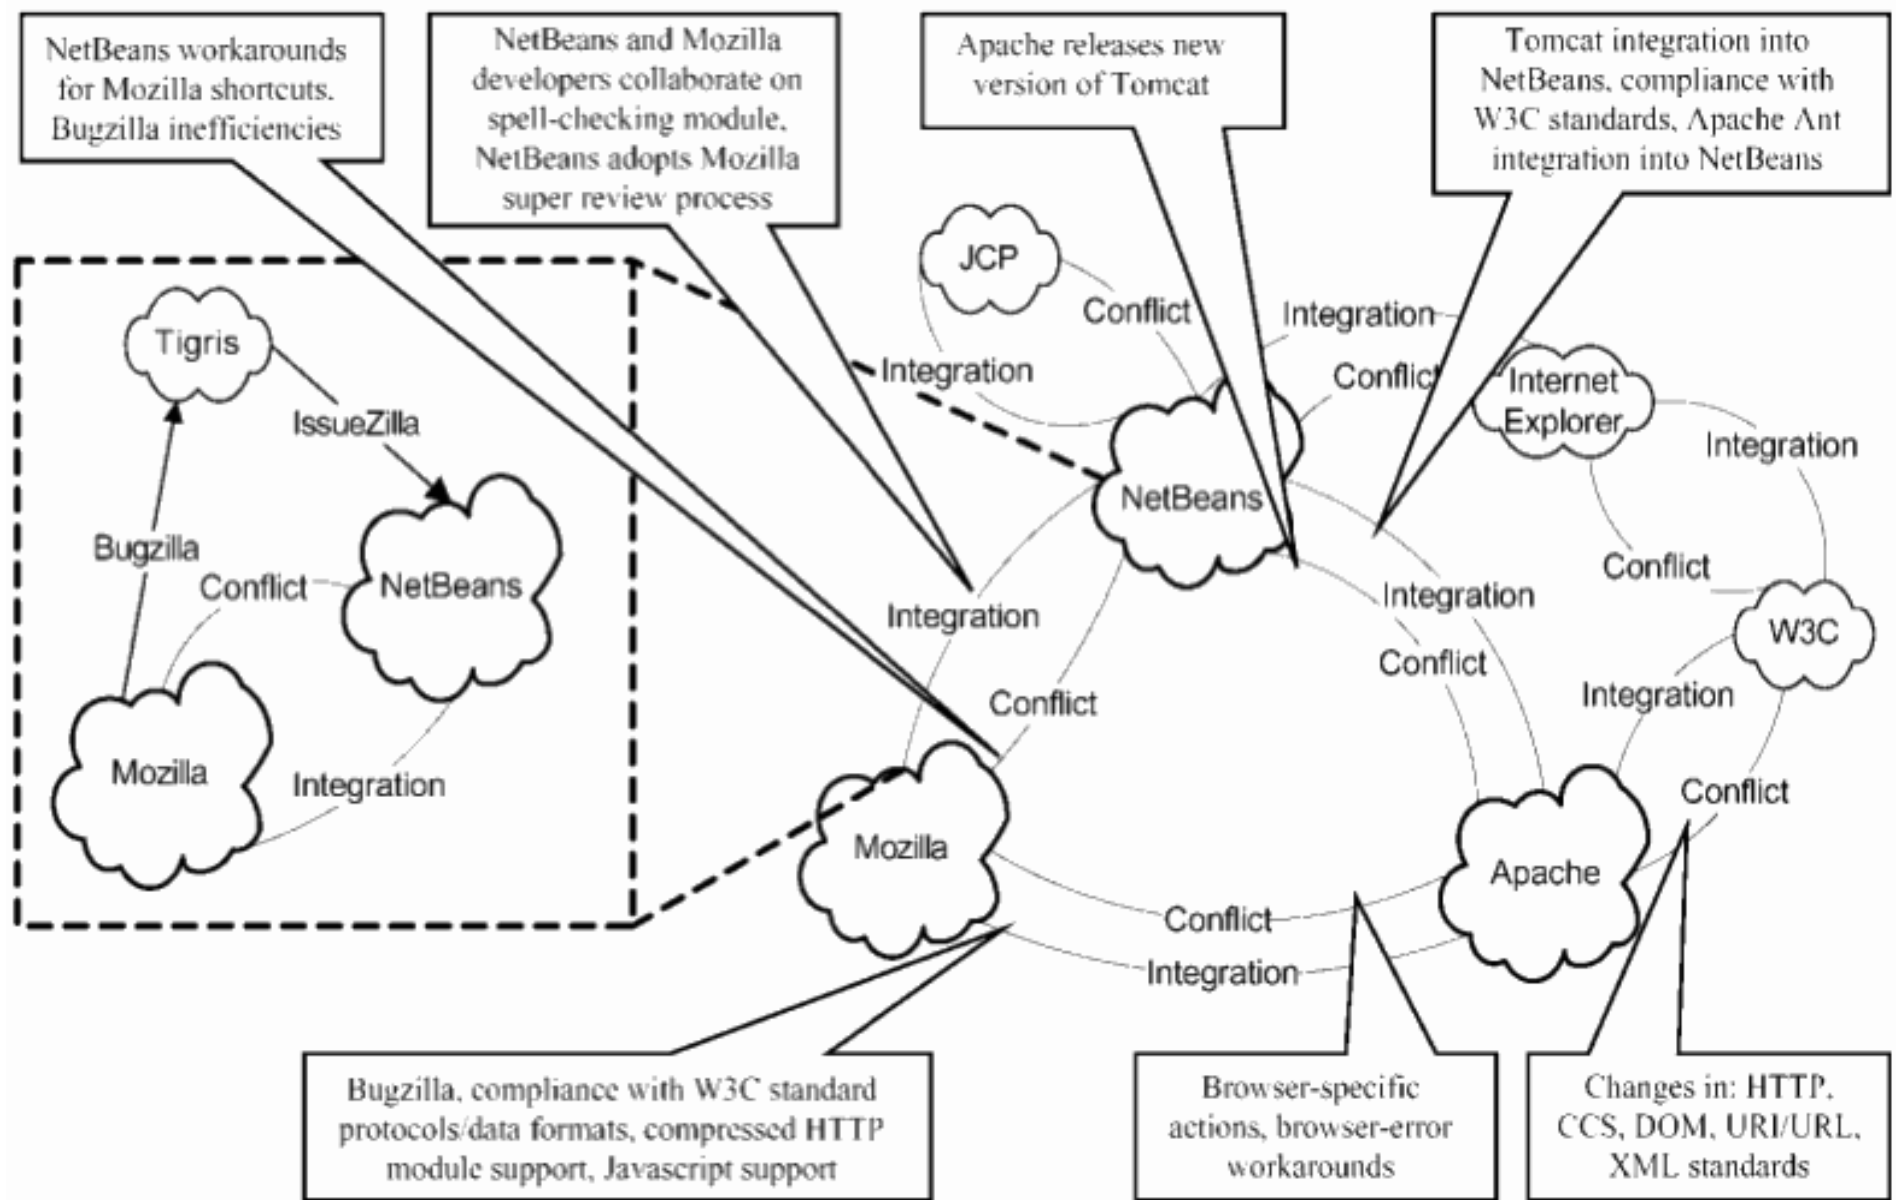 NetBeans workarounds
for Mozilla shortcuts.
Bugzilla inefficiencies
NetBeans and Mozilla
developers collaborate on
spell-checking module,
NetBeans adopts Mozilla
super review process
Apache releases new
version of Tomcat
Tomcat integration into
NetBeans, compliance with
W3C standards, Apache Ant
integration into NetBeans
Tigris
IssueZilla
Bugzilla
Conflict
NetBeans
Mozilla
Integration
JCP
Conflict
Integration
Integration
Conflict
Internet
Explorer
Integration
Conflict
NetBeans
Integration
Conflict
Integration
Conflict
W3C
Integration
Conflict
Mozilla
Apache
Conflict
Integration
Bugzilla, compliance with W3C standard
protocols/data formats, compressed HTTP
module support, Javascript support
Browser-specific
actions, browser-error
workarounds
Changes in: HTTP,
CCS, DOM, URI/URL,
XML standards